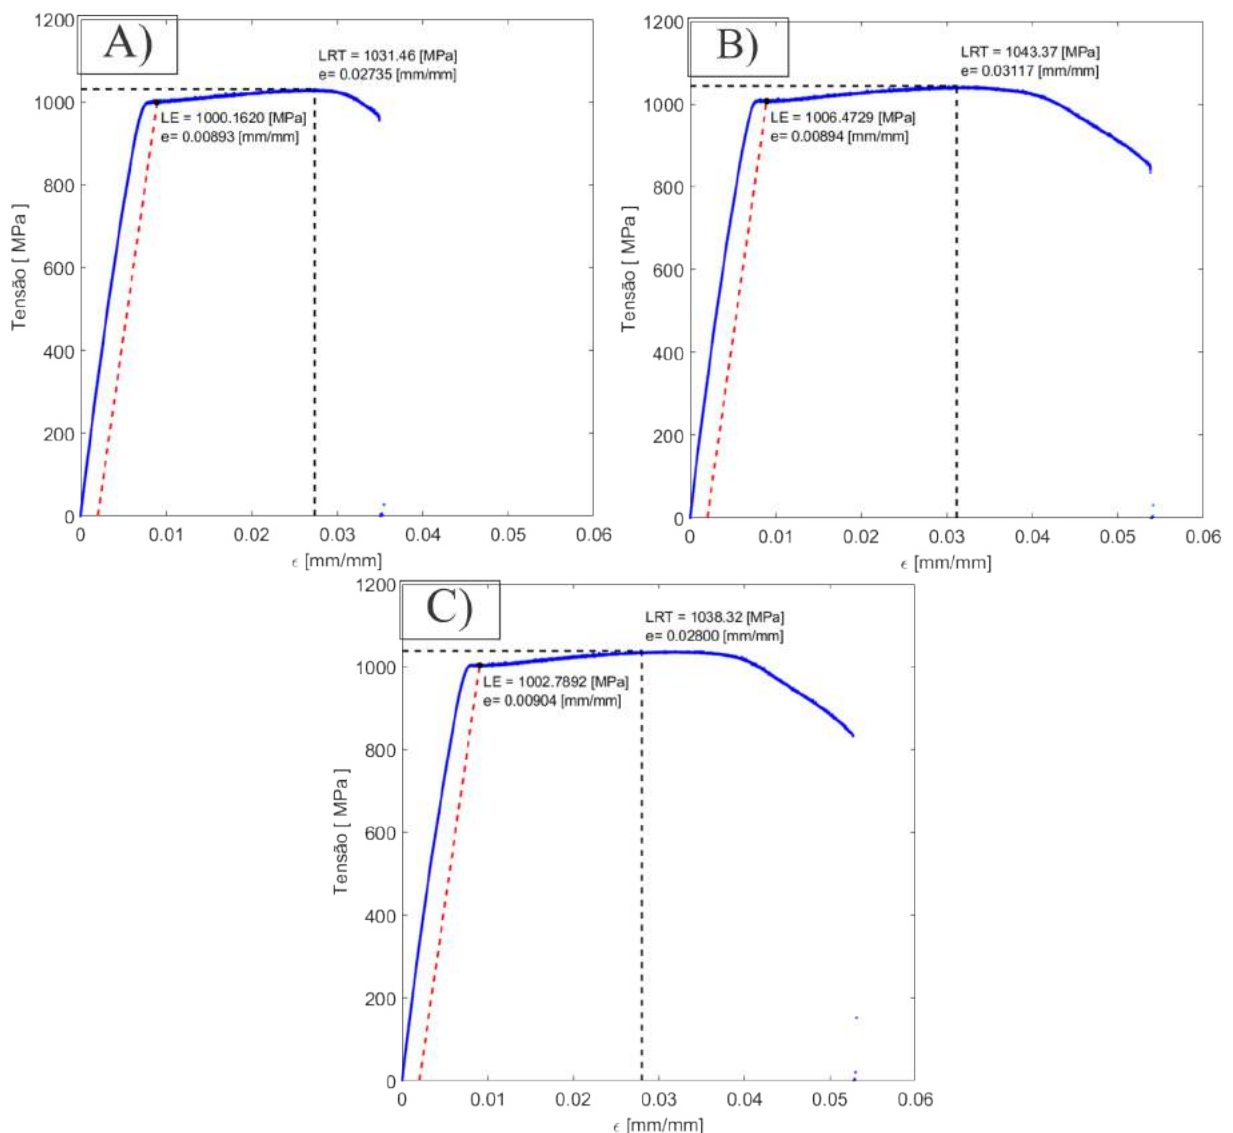 A)
LRT = 1031.46 [MPa]
e= 0.02735 [mm/mm]
LE = 1000.1620 [MPa]
e= 0.00893 [mm/mm]
1200
1000
800
600
400
200
0
Tensão [ MPa ]
0 0.01 0.02 0.03 0.04 0.05 0.06
ϵ [mm/mm]
B)
LRT = 1043.37 [MPa]
e= 0.03117 [mm/mm]
LE = 1006.4729 [MPa]
e= 0.00894 [mm/mm]
1200
1000
800
600
400
200
0
Tensão [ MPa ]
0 0.01 0.02 0.03 0.04 0.05 0.06
ϵ [mm/mm]
C)
LRT = 1038.32 [MPa]
e= 0.02800 [mm/mm]
LE = 1002.7892 [MPa]
e= 0.00904 [mm/mm]
1200
1000
800
600
400
200
0
Tensão [ MPa ]
0 0.01 0.02 0.03 0.04 0.05 0.06
ϵ [mm/mm]